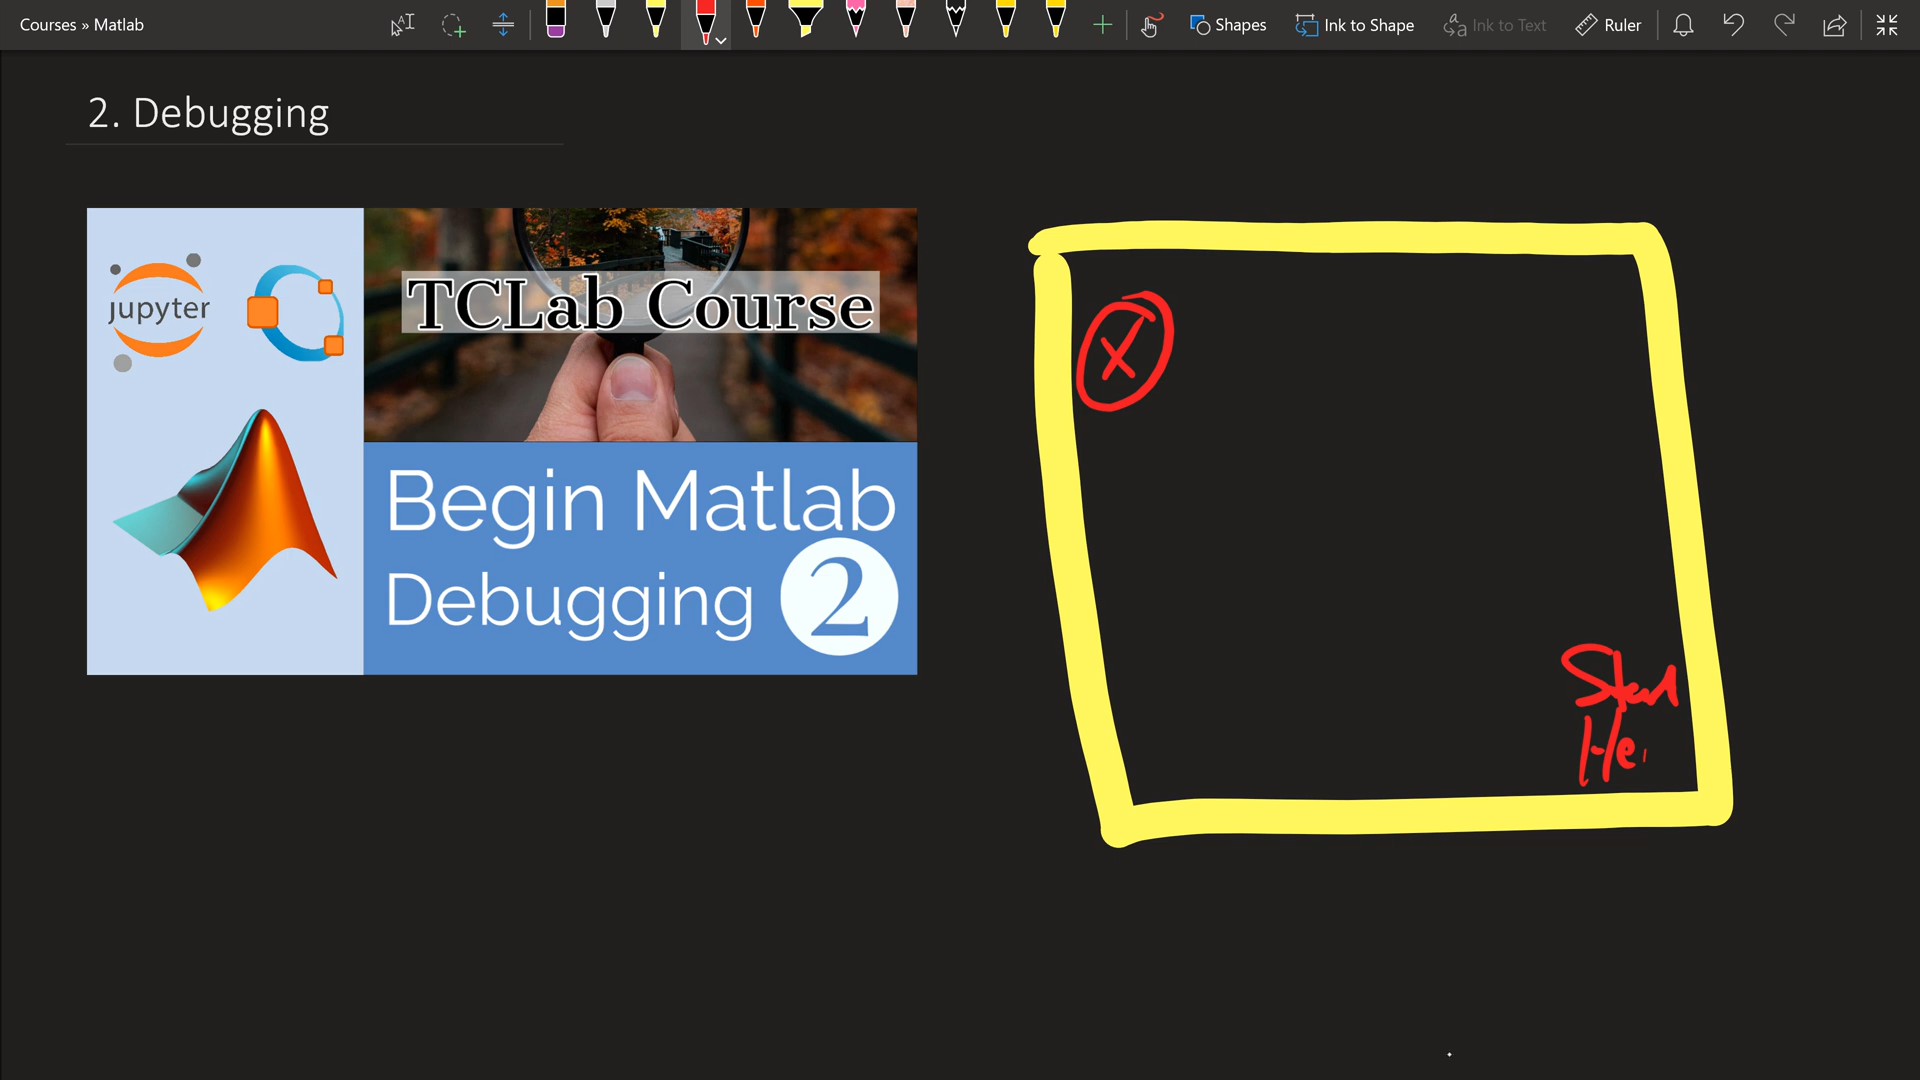 Courses » Matlab
Shapes
Ink to Shape
Ink to Text
Ruler
2. Debugging
jupyter
TCLab Course
Begin Matlab
Debugging 2
X